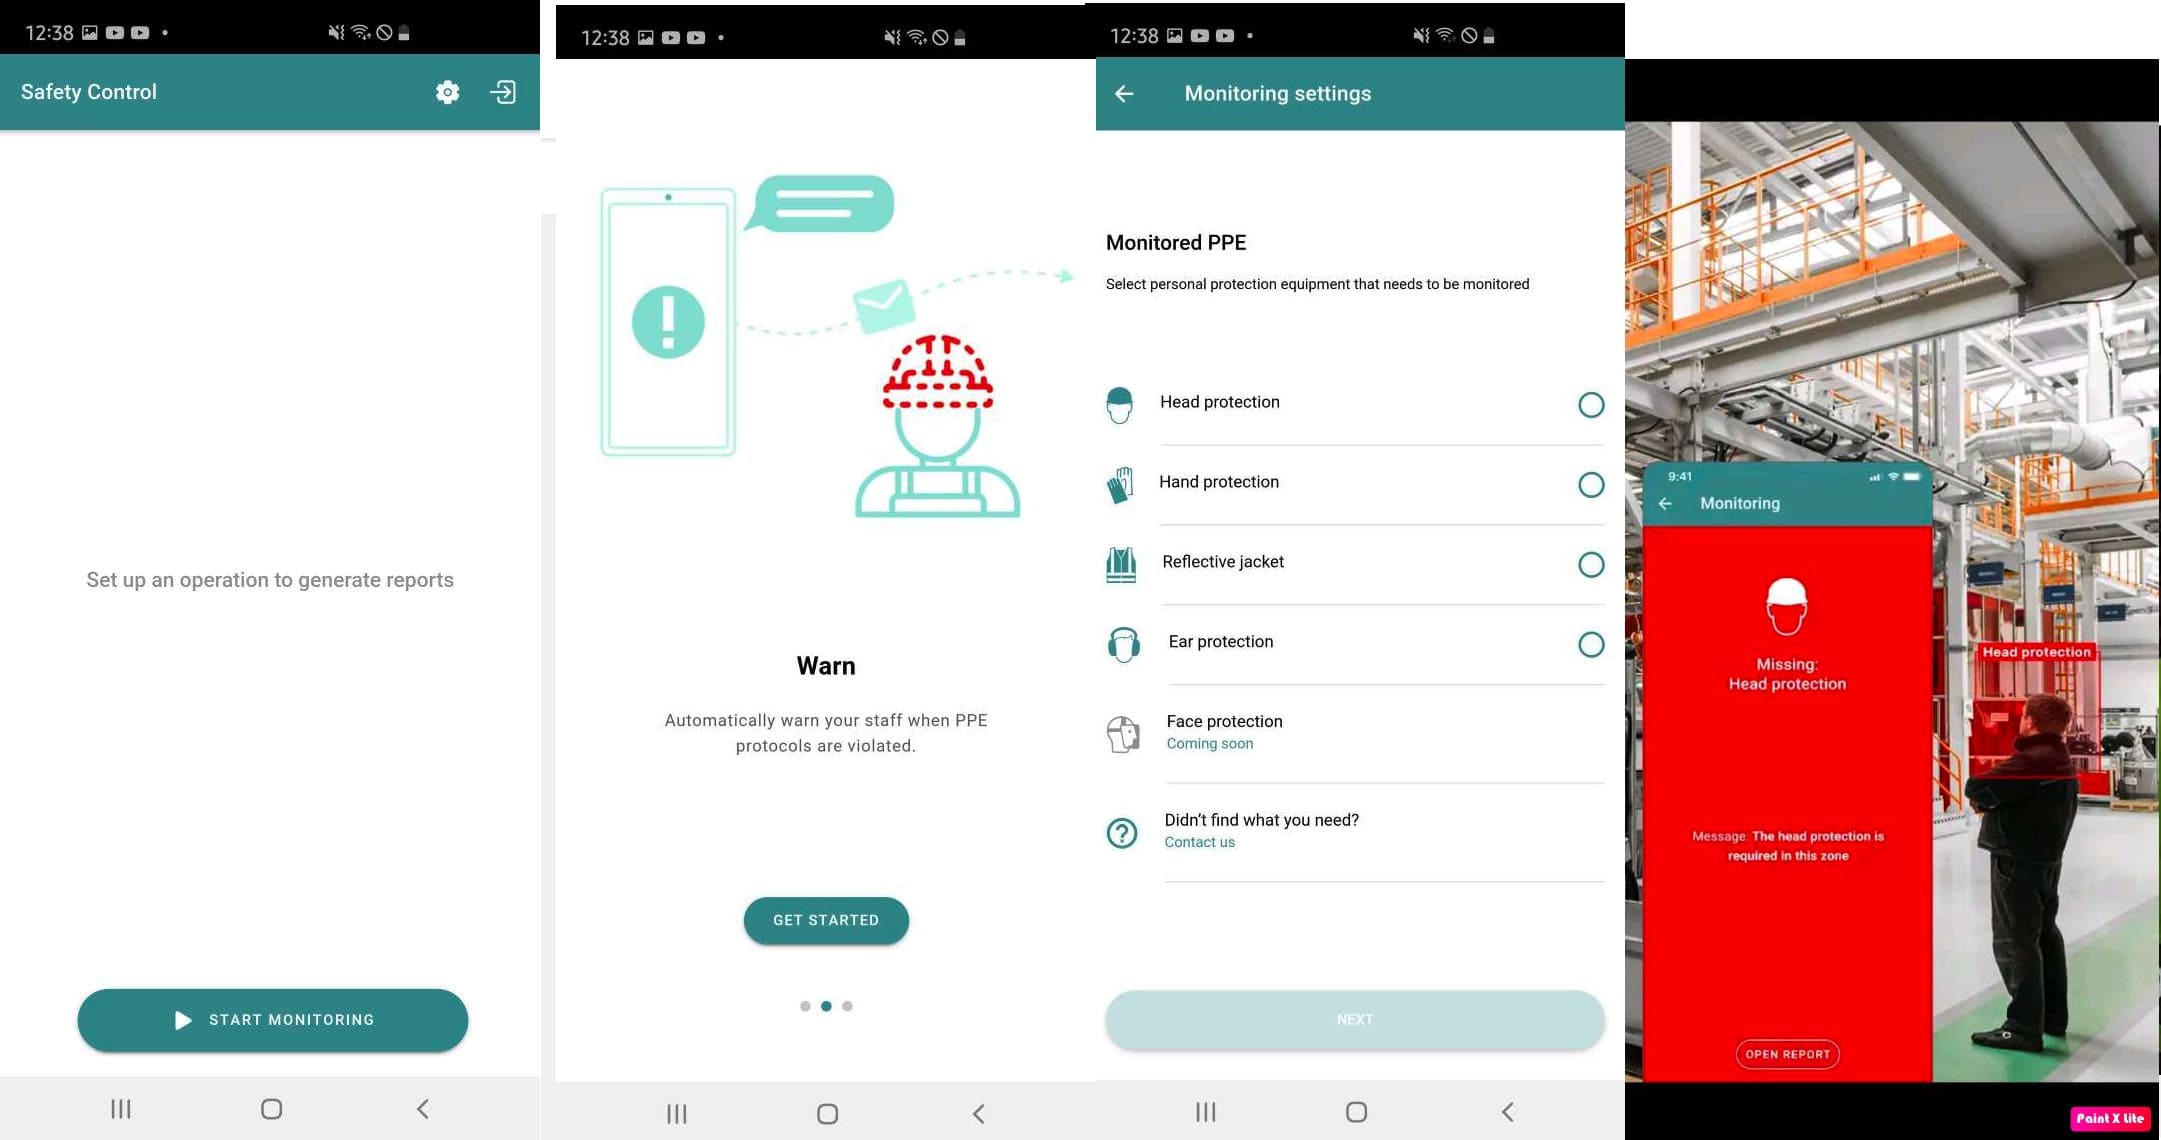 12:38
Safety Control
Set up an operation to generate reports
START MONITORING
12:38
Warn
Automatically warn your staff when PPE
protocols are violated.
GET STARTED
12:38
Monitoring settings
Monitored PPE
Select personal protection equipment that needs to be monitored
Head protection
Hand protection
Reflective jacket
Ear protection
Face protection
Coming soon
Didn't find what you need?
Contact us
NEXT
9:41
Monitoring
Missing:
Head protection
Message: The head protection is
required in this zone
OPEN REPORT
Head protection
Paint X lite